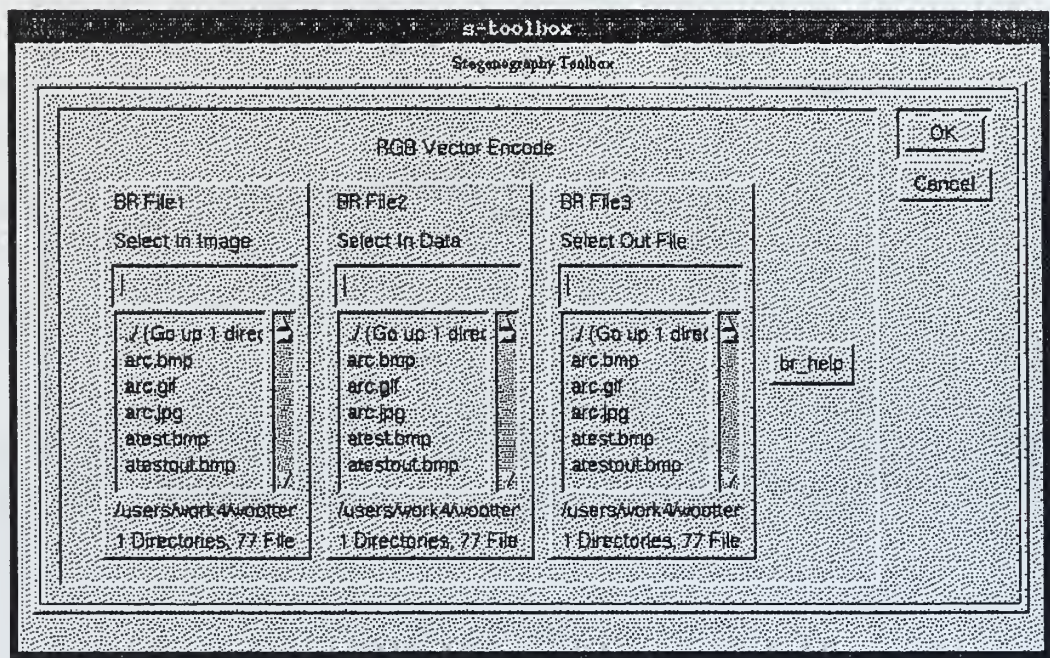 s-toolbox
Steganography Toolbox
RGB Vector Encode
OK
Cancel
BR File1
Select In Image
./ (Go up 1 direc
arc.bmp
arc.gif
arc.jpg
atest.bmp
atestout.bmp
/users/work4/wootter
1 Directories, 77 File
BR File2
Select In Data
./ (Go up 1 direc
arc.bmp
arc.gif
arc.jpg
atest.bmp
atestout.bmp
/users/work4/wootter
1 Directories, 77 File
BR File3
Select Out File
./ (Go up 1 direc
arc.bmp
arc.gif
arc.jpg
atest.bmp
atestout.bmp
/users/work4/wootter
1 Directories, 77 File
br_help